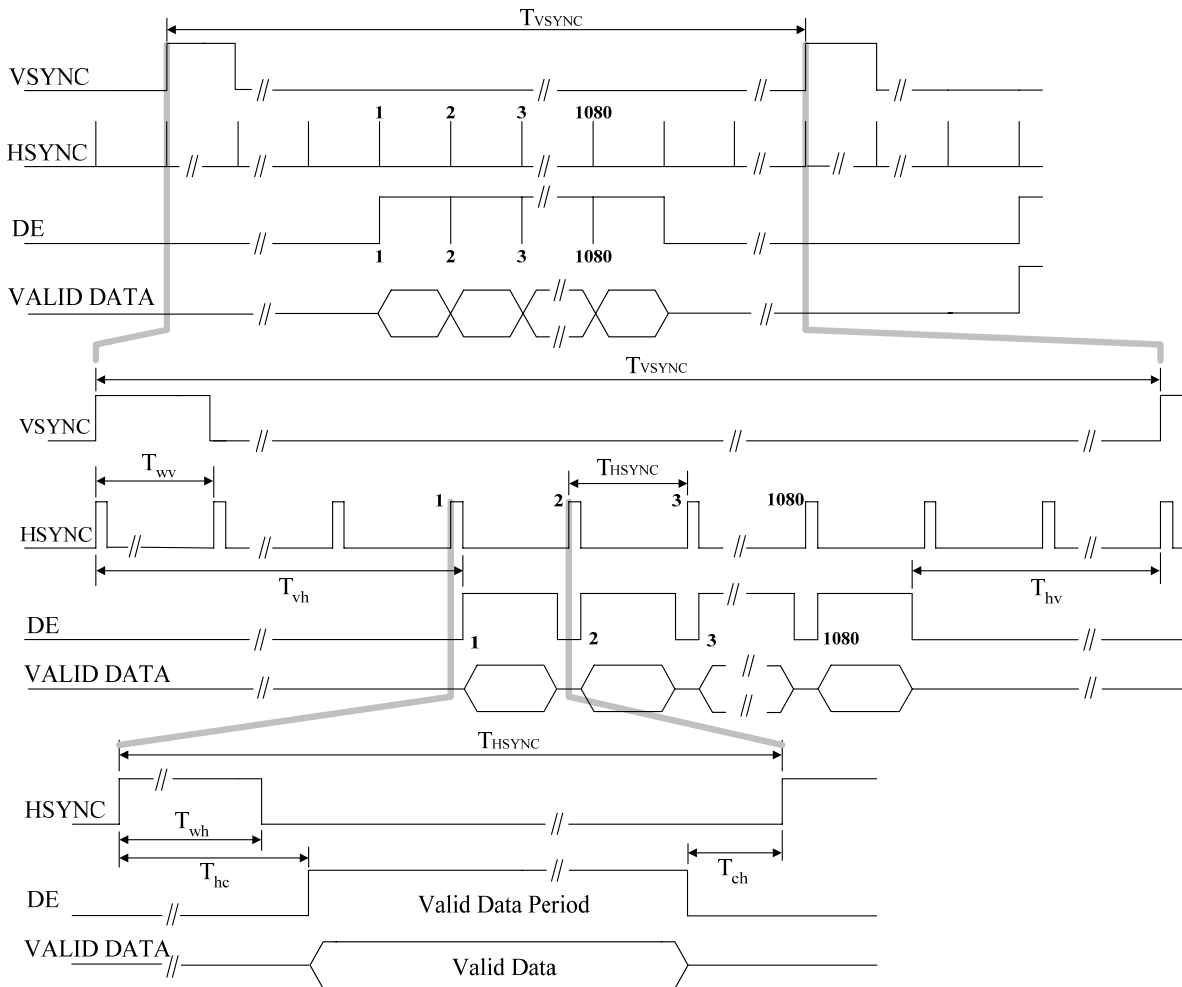 TVSYNC
VSYNC
1 2 3 1080
HSYNC
DE
1 2 3 1080
VALID DATA
TVSYNC
VSYNC
Twv THSYNC
1 2 3 1080
HSYNC
Tvh Thv
DE
1 2 3 1080
VALID DATA
THSYNC
HSYNC
Twh
Thc Tch
DE Valid Data Period
VALID DATA Valid Data